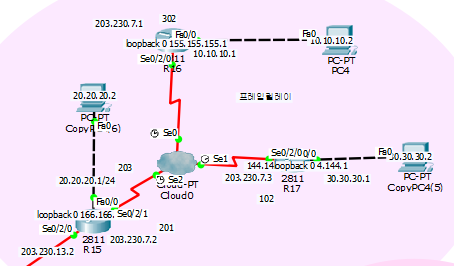 302
203.230.7.1
Fa0/0
loopback 0 155.155.155.1
Fa0
10.10.10.2
10.10.10.1
Se0/2/0
PC-PT
PC4
R16
20.20.20.2
프레임릴레이
Fa0
Se0
Se1
Se0/2/0
Fa0
30.30.30.2
203
144.14
loopback 0
4.144.1
Cloud-PT
Cloud0
20.20.20.1/24
Se2
203.230.7.3
2811
R17
30.30.30.1
PC-PT
CopyPC4(5)
Fa0/0
102
loopback 0 166.166.
Se0/2/1
Se0/2/0
201
2811
R15
203.230.7.2
203.230.13.2